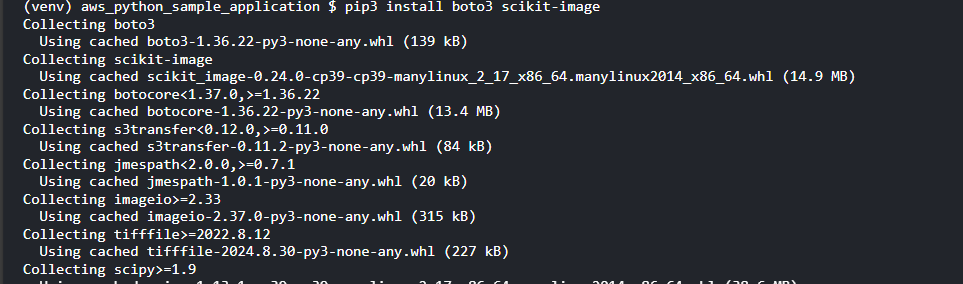 (venv) aws_python_sample_application $ pip3 install boto3 scikit-image
Collecting boto3
  Using cached boto3-1.36.22-py3-none-any.whl (139 kB)
Collecting scikit-image
  Using cached scikit_image-0.24.0-cp39-cp39-manylinux_2_17_x86_64.manylinux2014_x86_64.whl (14.9 MB)
Collecting botocore<1.37.0,>=1.36.22
  Using cached botocore-1.36.22-py3-none-any.whl (13.4 MB)
Collecting s3transfer<0.12.0,>=0.11.0
  Using cached s3transfer-0.11.2-py3-none-any.whl (84 kB)
Collecting jmespath<2.0.0,>=0.7.1
  Using cached jmespath-1.0.1-py3-none-any.whl (20 kB)
Collecting imageio>=2.33
  Using cached imageio-2.37.0-py3-none-any.whl (315 kB)
Collecting tifffile>=2022.8.12
  Using cached tifffile-2024.8.30-py3-none-any.whl (227 kB)
Collecting scipy>=1.9